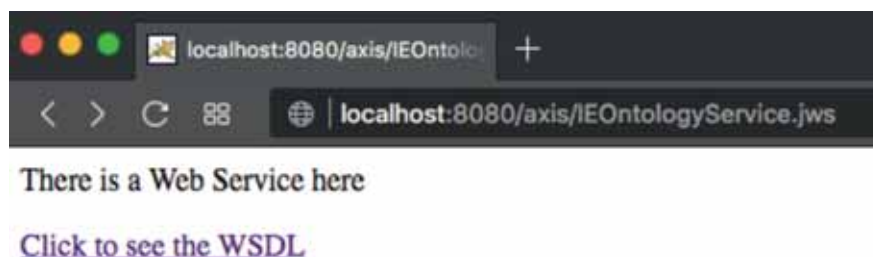 localhost:8080/axis/IEOntolo
localhost:8080/axis/IEOntologyService.jws
There is a Web Service here
Click to see the WSDL